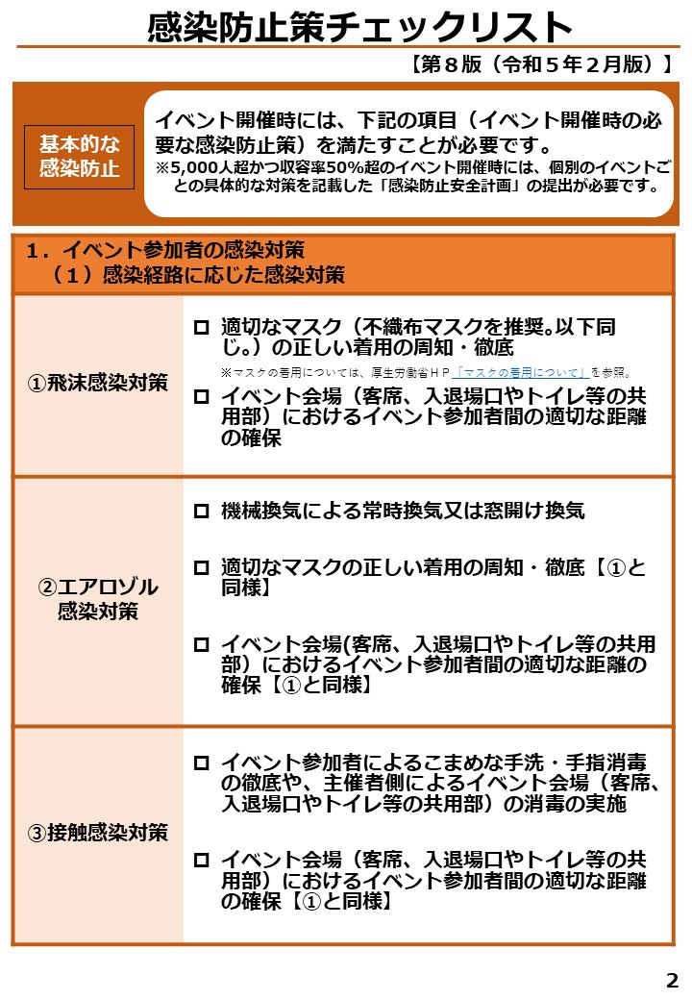 感染防止策チェックリスト
【第８版（令和５年２月版）】
基本的な
感染防止
イベント開催時には、下記の項目（イベント開催時の必
要な感染防止策）を満たすことが必要です。
※5,000人超かつ収容率50%超のイベント開催時には、個別のイベントご
との具体的な対策を記載した「感染防止安全計画」の提出が必要です。
１．イベント参加者の感染対策
（１）感染経路に応じた感染対策
①飛沫感染対策
□ 適切なマスク（不織布マスクを推奨。以下同
じ。）の正しい着用の周知・徹底
※マスクの着用については、厚生労働省ＨＰ「マスクの着用について」を参照。
□ イベント会場（客席、入退場口やトイレ等の共
用部）におけるイベント参加者間の適切な距離
の確保
②エアロゾル
感染対策
□ 機械換気による常時換気又は窓開け換気
□ 適切なマスクの正しい着用の周知・徹底【①と
同様】
□ イベント会場(客席、入退場口やトイレ等の共用
部）におけるイベント参加者間の適切な距離の
確保【①と同様】
③接触感染対策
□ イベント参加者によるこまめな手洗・手指消毒
の徹底や、主催者側によるイベント会場（客席、
入退場口やトイレ等の共用部）の消毒の実施
□ イベント会場（客席、入退場口やトイレ等の共
用部）におけるイベント参加者間の適切な距離
の確保【①と同様】
2